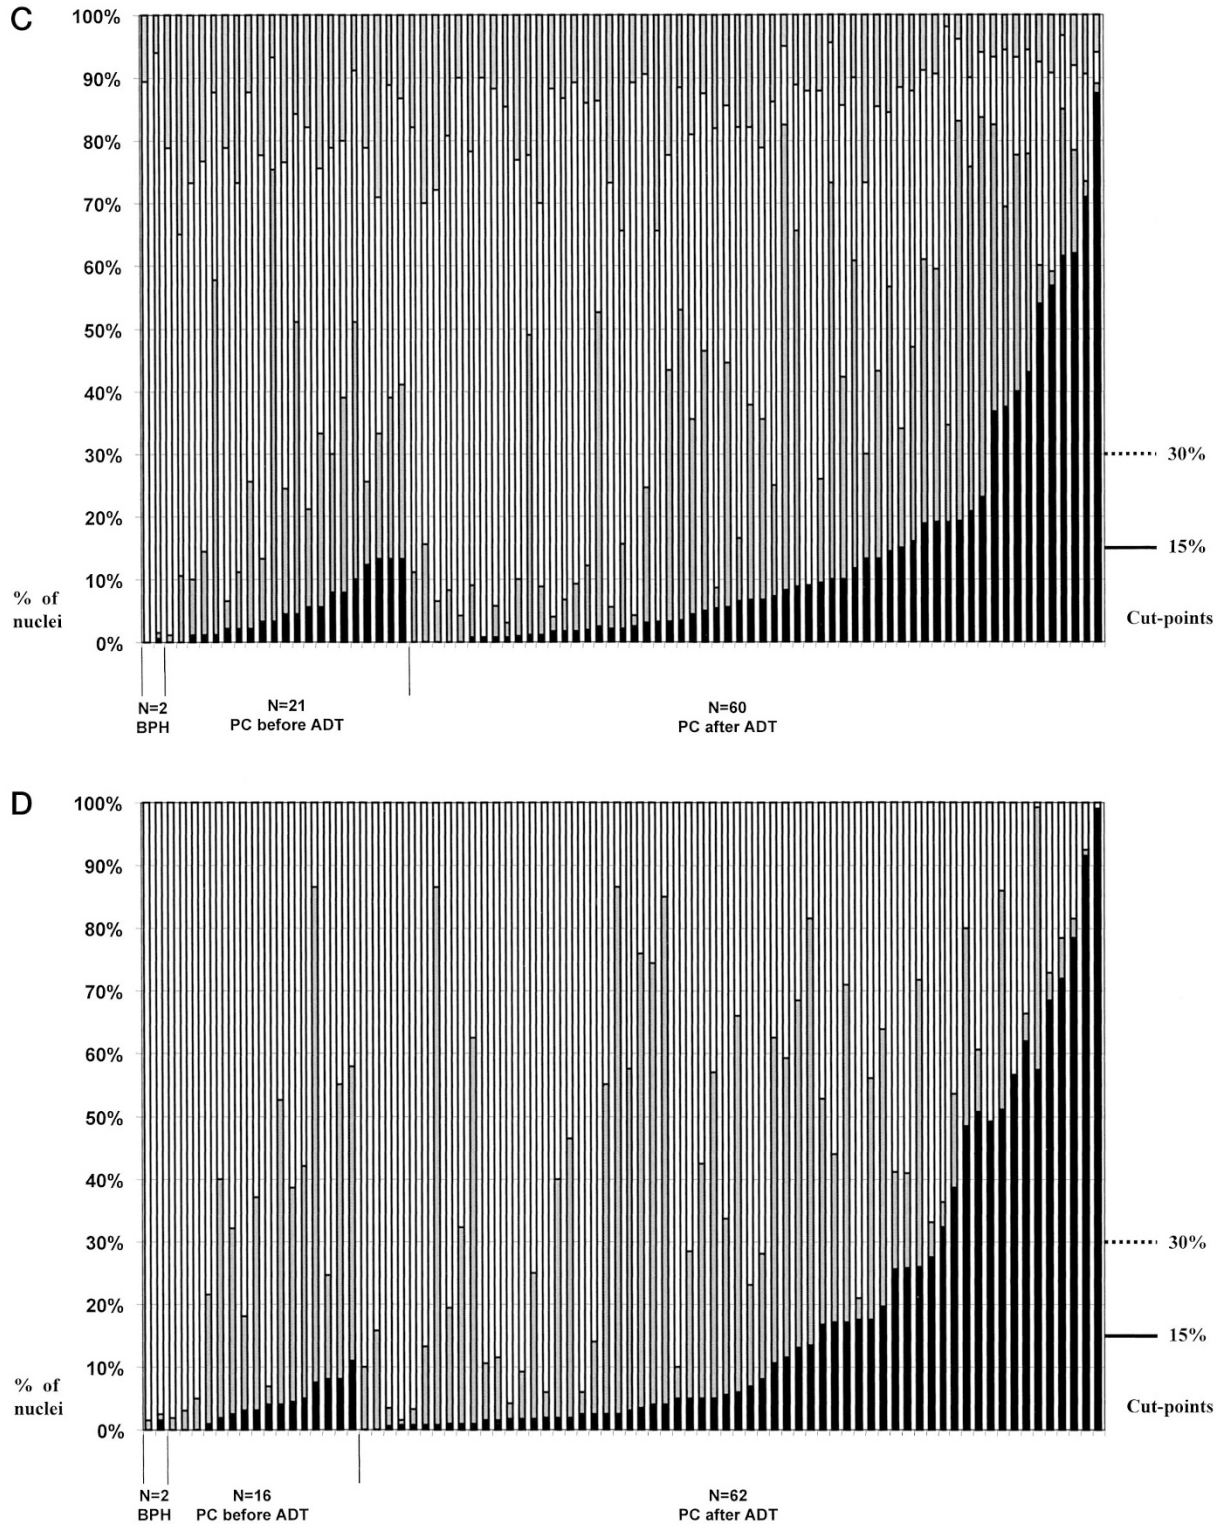 C
100%
90%
80%
70%
60%
50%
40%
30%
20%
10%
0%
% of
nuclei
30%
15%
Cut-points
N=2
BPH
N=21
PC before ADT
N=60
PC after ADT
D
100%
90%
80%
70%
60%
50%
40%
30%
20%
10%
0%
% of
nuclei
30%
15%
Cut-points
N=2
BPH
N=16
PC before ADT
N=62
PC after ADT